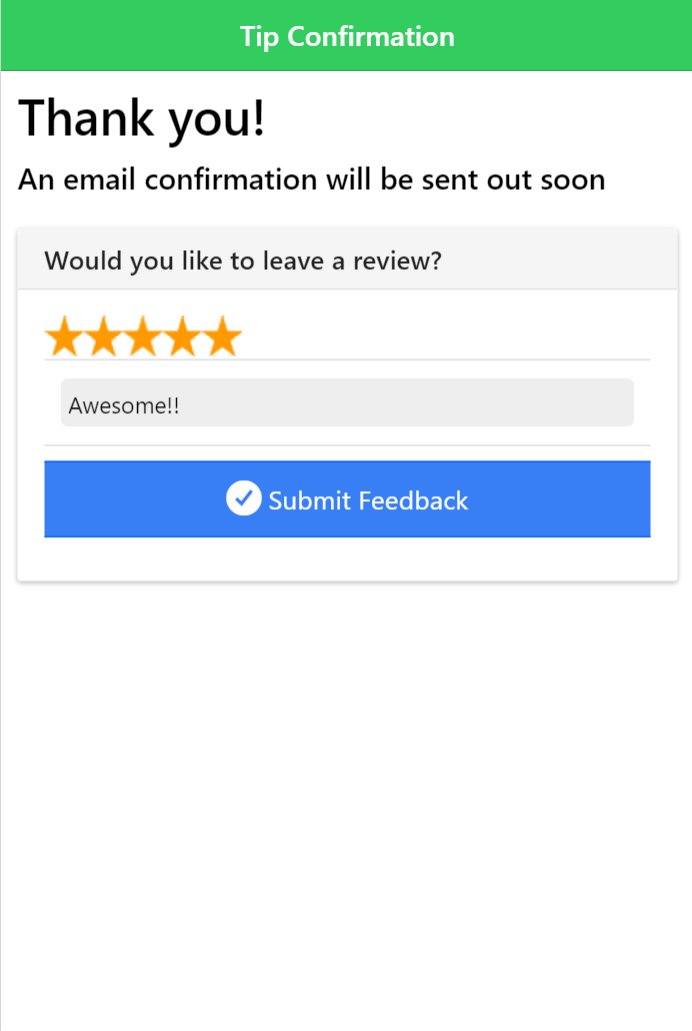 Tip Confirmation
Thank you!
An email confirmation will be sent out soon
Would you like to leave a review?
Awesome!!
Submit Feedback